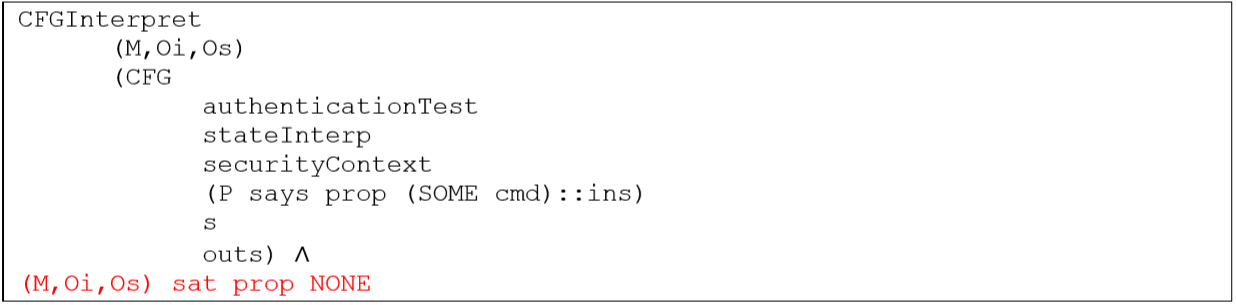 CFGInterpret
(M,Oi,Os)
(CFG
authenticationTest
stateInterp
securityContext
(P says prop (SOME cmd)::ins)
s
outs) ∧
(M,Oi,Os) sat prop NONE